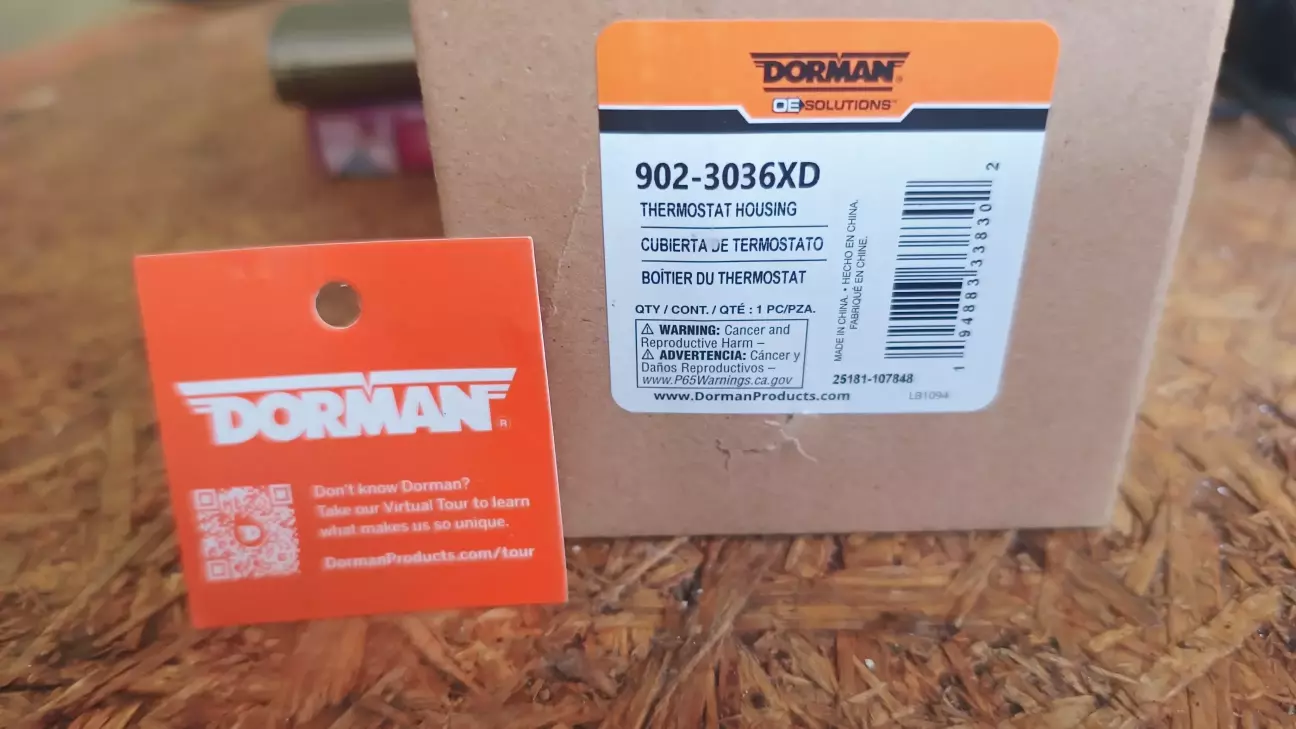 DORMAN®
OE SOLUTIONS™
902-3036XD
THERMOSTAT HOUSING
CUBIERTA DE TERMOSTATO
BOÎTIER DU THERMOSTAT
QTY / CONT. / QTÉ : 1 PC/PZA.
⚠ WARNING: Cancer and
Reproductive Harm –
⚠ ADVERTENCIA: Cáncer y
Daños Reproductivos –
www.P65Warnings.ca.gov
www.DormanProducts.com
MADE IN CHINA. • HECHO EN CHINA.
FABRIQUÉ EN CHINE.
1 94883 33830 2
25181-107848
LB1094
DORMAN®
Don't know Dorman?
Take our Virtual Tour to learn
what makes us so unique.
DormanProducts.com/tour